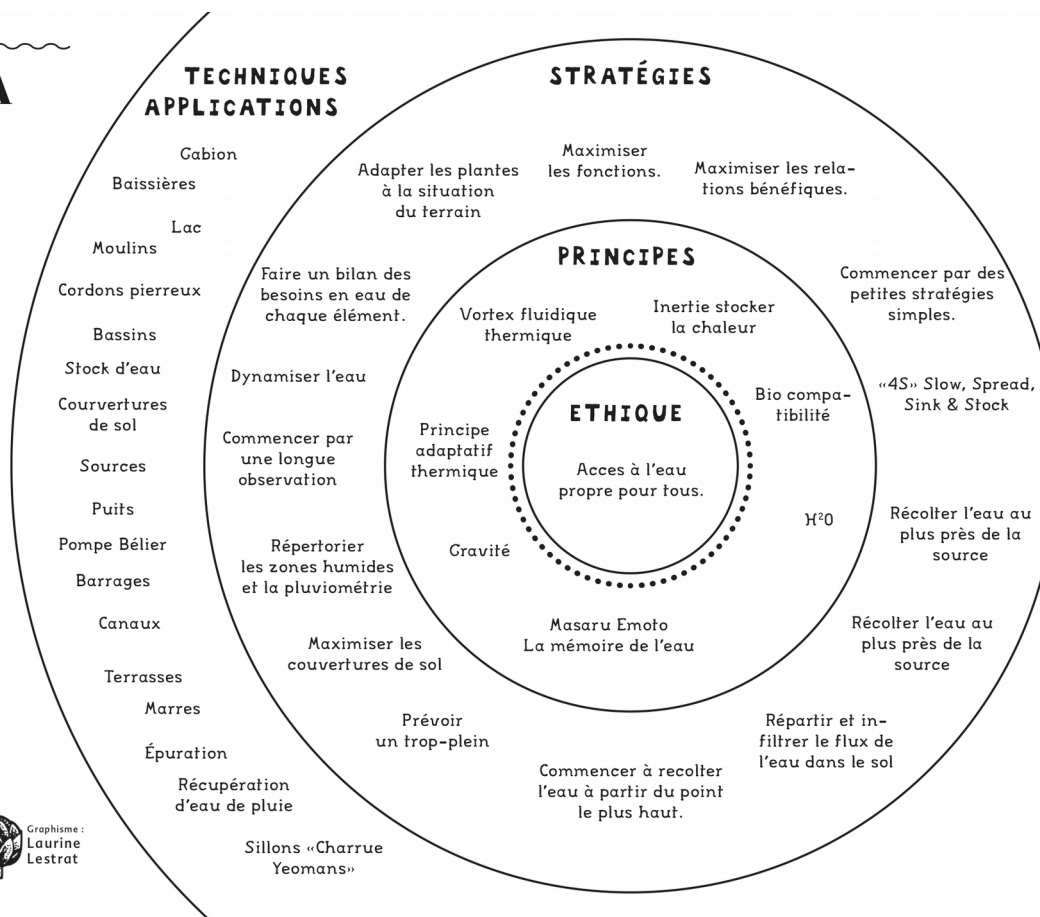 A
TECHNIQUES
APPLICATIONS
Gabion
Baissières
Lac
Moulins
Cordons pierreux
Bassins
Stock d'eau
Courvertures
de sol
Sources
Puits
Pompe Bélier
Barrages
Canaux
Terrasses
Marres
Épuration
Récupération
d'eau de pluie
Sillons «Charrue
Yeomans»
STRATÉGIES
Maximiser
les fonctions.
Adapter les plantes
à la situation
du terrain
Maximiser les rela-
tions bénéfiques.
Faire un bilan des
besoins en eau de
chaque élément.
Commencer par des
petites stratégies
simples.
Dynamiser l'eau
«4S» Slow, Spread,
Sink & Stock
Commencer par
une longue
observation
Récolter l'eau au
plus près de la
source
Répertorier
les zones humides
et la pluviométrie
Récolter l'eau au
plus près de la
source
Maximiser les
couvertures de sol
Prévoir
un trop-plein
Répartir et in-
filtrer le flux de
l'eau dans le sol
Commencer à recolter
l'eau à partir du point
le plus haut.
PRINCIPES
Vortex fluidique
thermique
Inertie stocker
la chaleur
Bio compa-
tibilité
Principe
adaptatif
thermique
H²O
Gravité
Masaru Emoto
La mémoire de l'eau
ETHIQUE
Acces à l'eau
propre pour tous.
Graphisme :
Laurine
Lestrat